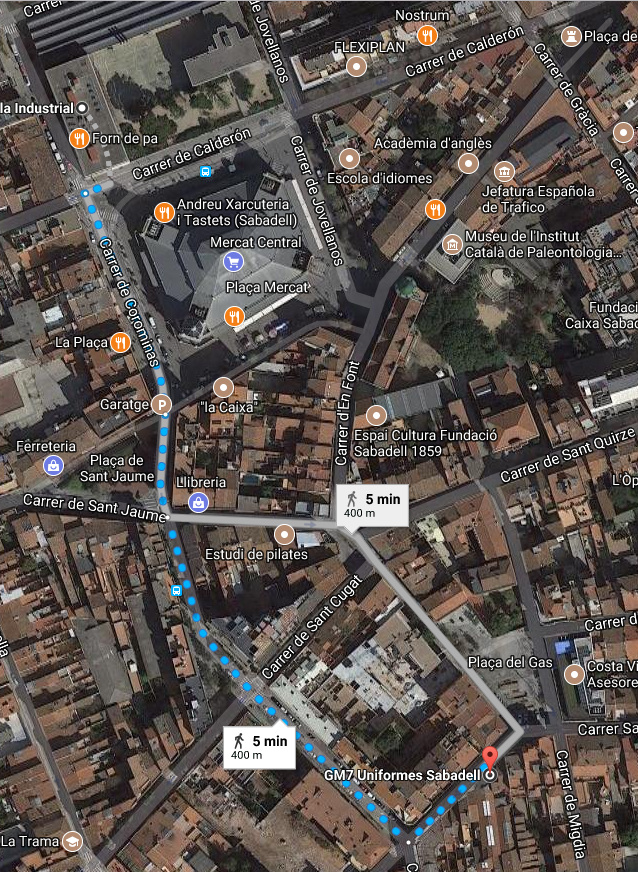 Nostrum
FLEXIPLAN
Plaça de
Carrer de Calderón
Carrer de Gràcia
de Jovellanos
la Industrial
Forn de pa
Carrer de Calderón
Acadèmia d'anglès
Escola d'idiomes
Carrer de Jovellanos
Jefatura Española
de Trafico
Andreu Xarcuteria
i Tastets (Sabadell)
Mercat Central
Museu de l'Institut
Català de Paleontologia...
Plaça Mercat
Carrer de Corominas
Fundació
Caixa Sabad
La Plaça
Garatge
P
"la Caixa"
Carrer d'En Font
Espai Cultura Fundació
Sabadell 1859
Ferreteria
Plaça de
Sant Jaume
Carrer de Sant Quirze
Llibreria
L'Òp
Carrer de Sant Jaume
5 min
400 m
Estudi de pilates
Carrer de Sant Cugat
Carrer d
Plaça del Gas
Costa Vi
Asesore
Carrer Sa
5 min
400 m
GM7 Uniformes Sabadell
Carrer de Migdia
La Trama
C